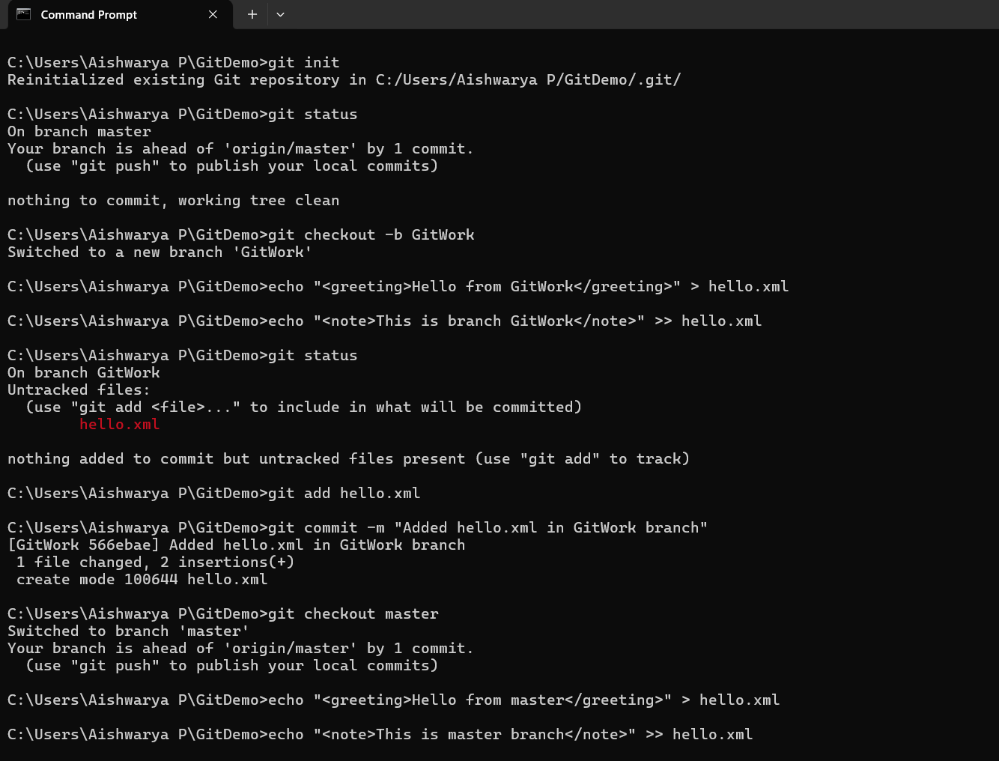 Command Prompt
C:\Users\Aishwarya P\GitDemo>git init
Reinitialized existing Git repository in C:/Users/Aishwarya P/GitDemo/.git/
C:\Users\Aishwarya P\GitDemo>git status
On branch master
Your branch is ahead of 'origin/master' by 1 commit.
  (use "git push" to publish your local commits)
nothing to commit, working tree clean
C:\Users\Aishwarya P\GitDemo>git checkout -b GitWork
Switched to a new branch 'GitWork'
C:\Users\Aishwarya P\GitDemo>echo "<greeting>Hello from GitWork</greeting>" > hello.xml
C:\Users\Aishwarya P\GitDemo>echo "<note>This is branch GitWork</note>" >> hello.xml
C:\Users\Aishwarya P\GitDemo>git status
On branch GitWork
Untracked files:
  (use "git add <file>..." to include in what will be committed)
        hello.xml
nothing added to commit but untracked files present (use "git add" to track)
C:\Users\Aishwarya P\GitDemo>git add hello.xml
C:\Users\Aishwarya P\GitDemo>git commit -m "Added hello.xml in GitWork branch"
[GitWork 566ebae] Added hello.xml in GitWork branch
 1 file changed, 2 insertions(+)
 create mode 100644 hello.xml
C:\Users\Aishwarya P\GitDemo>git checkout master
Switched to branch 'master'
Your branch is ahead of 'origin/master' by 1 commit.
  (use "git push" to publish your local commits)
C:\Users\Aishwarya P\GitDemo>echo "<greeting>Hello from master</greeting>" > hello.xml
C:\Users\Aishwarya P\GitDemo>echo "<note>This is master branch</note>" >> hello.xml